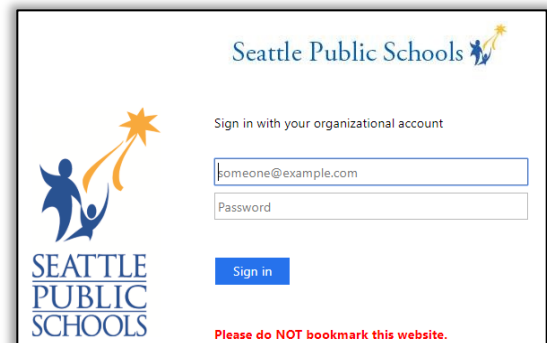 Seattle Public Schools
Sign in with your organizational account
someone@example.com
Password
Sign in
SEATTLE
PUBLIC
SCHOOLS
Please do NOT bookmark this website.